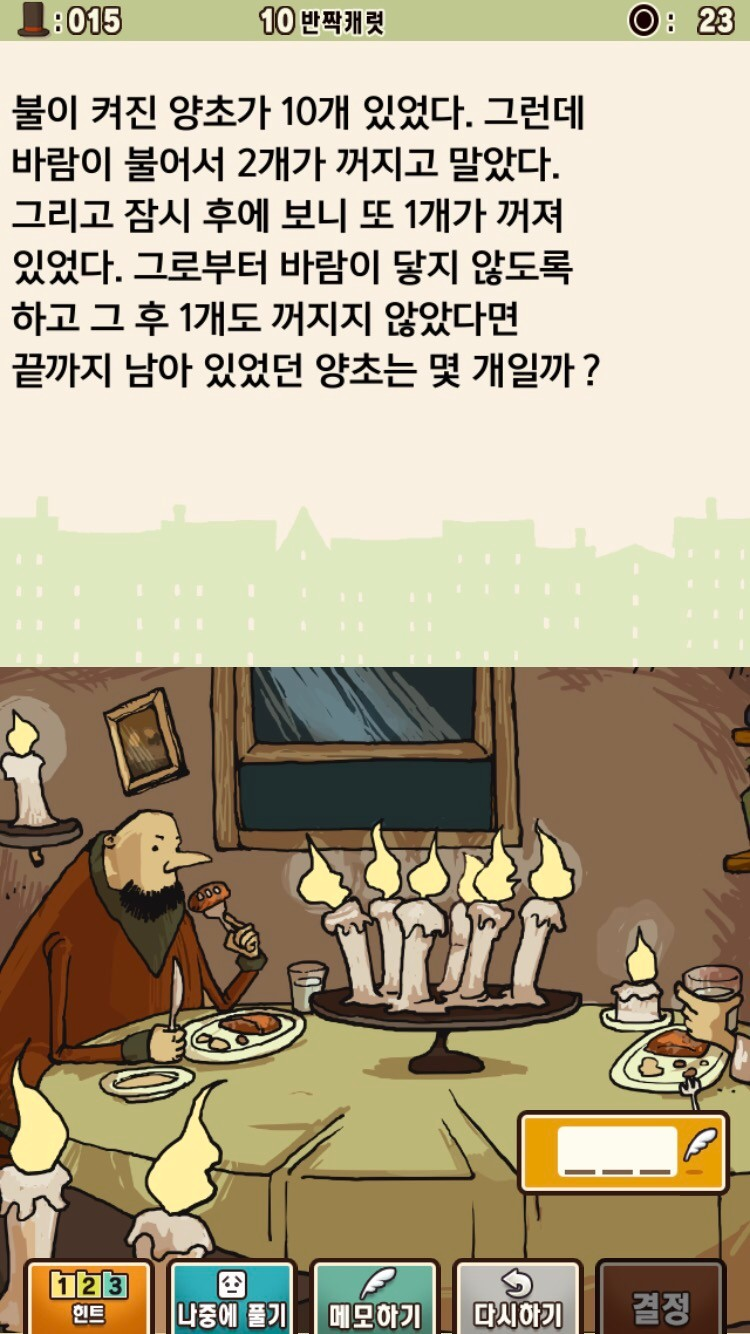 :015 10 반짝캐럿 : 23
불이 켜진 양초가 10개 있었다. 그런데
바람이 불어서 2개가 꺼지고 말았다.
그리고 잠시 후에 보니 또 1개가 꺼져
있었다. 그로부터 바람이 닿지 않도록
하고 그 후 1개도 꺼지지 않았다면
끝까지 남아 있었던 양초는 몇 개일까?
1 2 3
힌트 나중에 풀기 메모하기 다시하기 결정